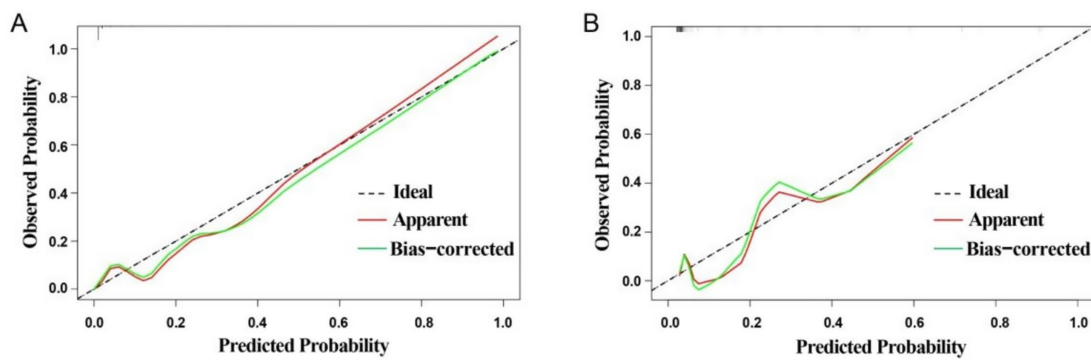 A
Observed Probability
1.0
0.8
0.6
0.4
0.2
0.0
Ideal
Apparent
Bias-corrected
0.0 0.2 0.4 0.6 0.8 1.0
Predicted Probability
B
Observed Probability
1.0
0.8
0.6
0.4
0.2
0.0
Ideal
Apparent
Bias-corrected
0.0 0.2 0.4 0.6 0.8 1.0
Predicted Probability